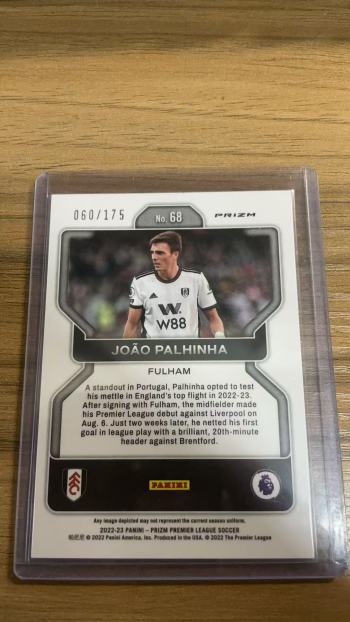 060/175
No. 68
PRIZM
W88
JOÃO PALHINHA
FULHAM
A standout in Portugal, Palhinha opted to test
his mettle in England's top flight in 2022-23.
After signing with Fulham, the midfielder made
his Premier League debut against Liverpool on
Aug. 6. Just two weeks later, he netted his first
goal in league play with a brilliant, 20th-minute
header against Brentford.
PANINI
Any image depicted may not represent the current season uniform.
2022-23 PANINI – PRIZM PREMIER LEAGUE SOCCER
帕尼尼 © 2022 Panini America, Inc. Produced in the USA. © 2022 The Premier League